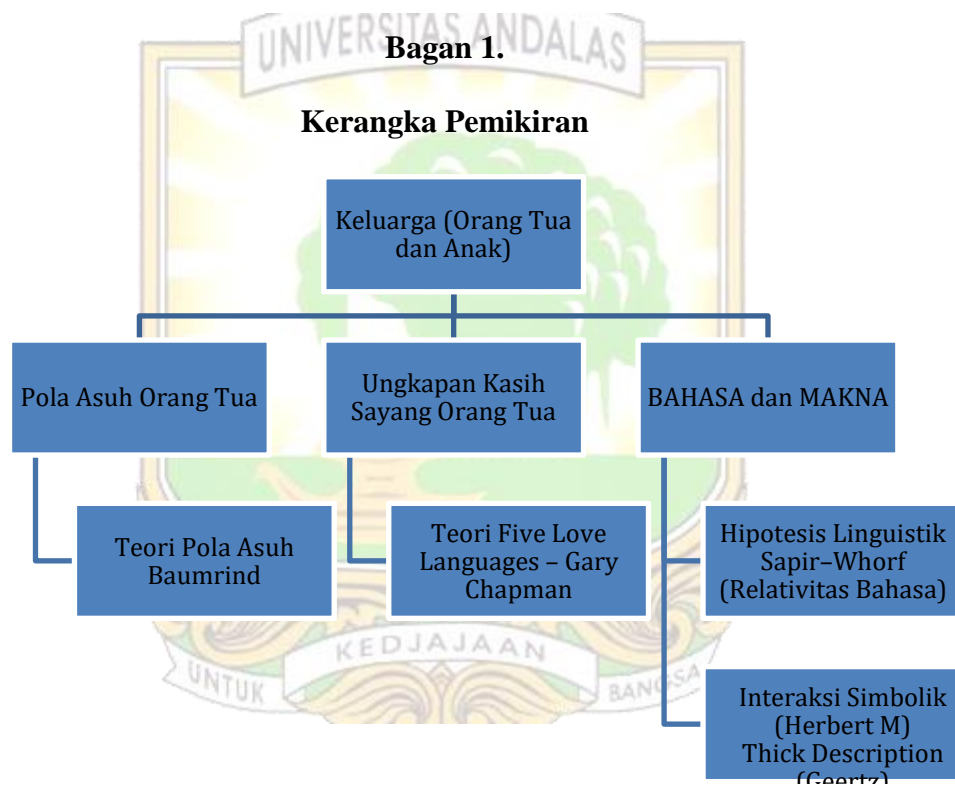 UNIVERSITAS ANDALAS
Bagan 1.
Kerangka Pemikiran
Keluarga (Orang Tua
dan Anak)
Pola Asuh Orang Tua
Ungkapan Kasih
Sayang Orang Tua
BAHASA dan MAKNA
Teori Pola Asuh
Baumrind
Teori Five Love
Languages – Gary
Chapman
Hipotesis Linguistik
Sapir–Whorf
(Relativitas Bahasa)
Interaksi Simbolik
(Herbert M)
Thick Description
(Geertz)
UNTUK KEDJAJAAN BANGSA